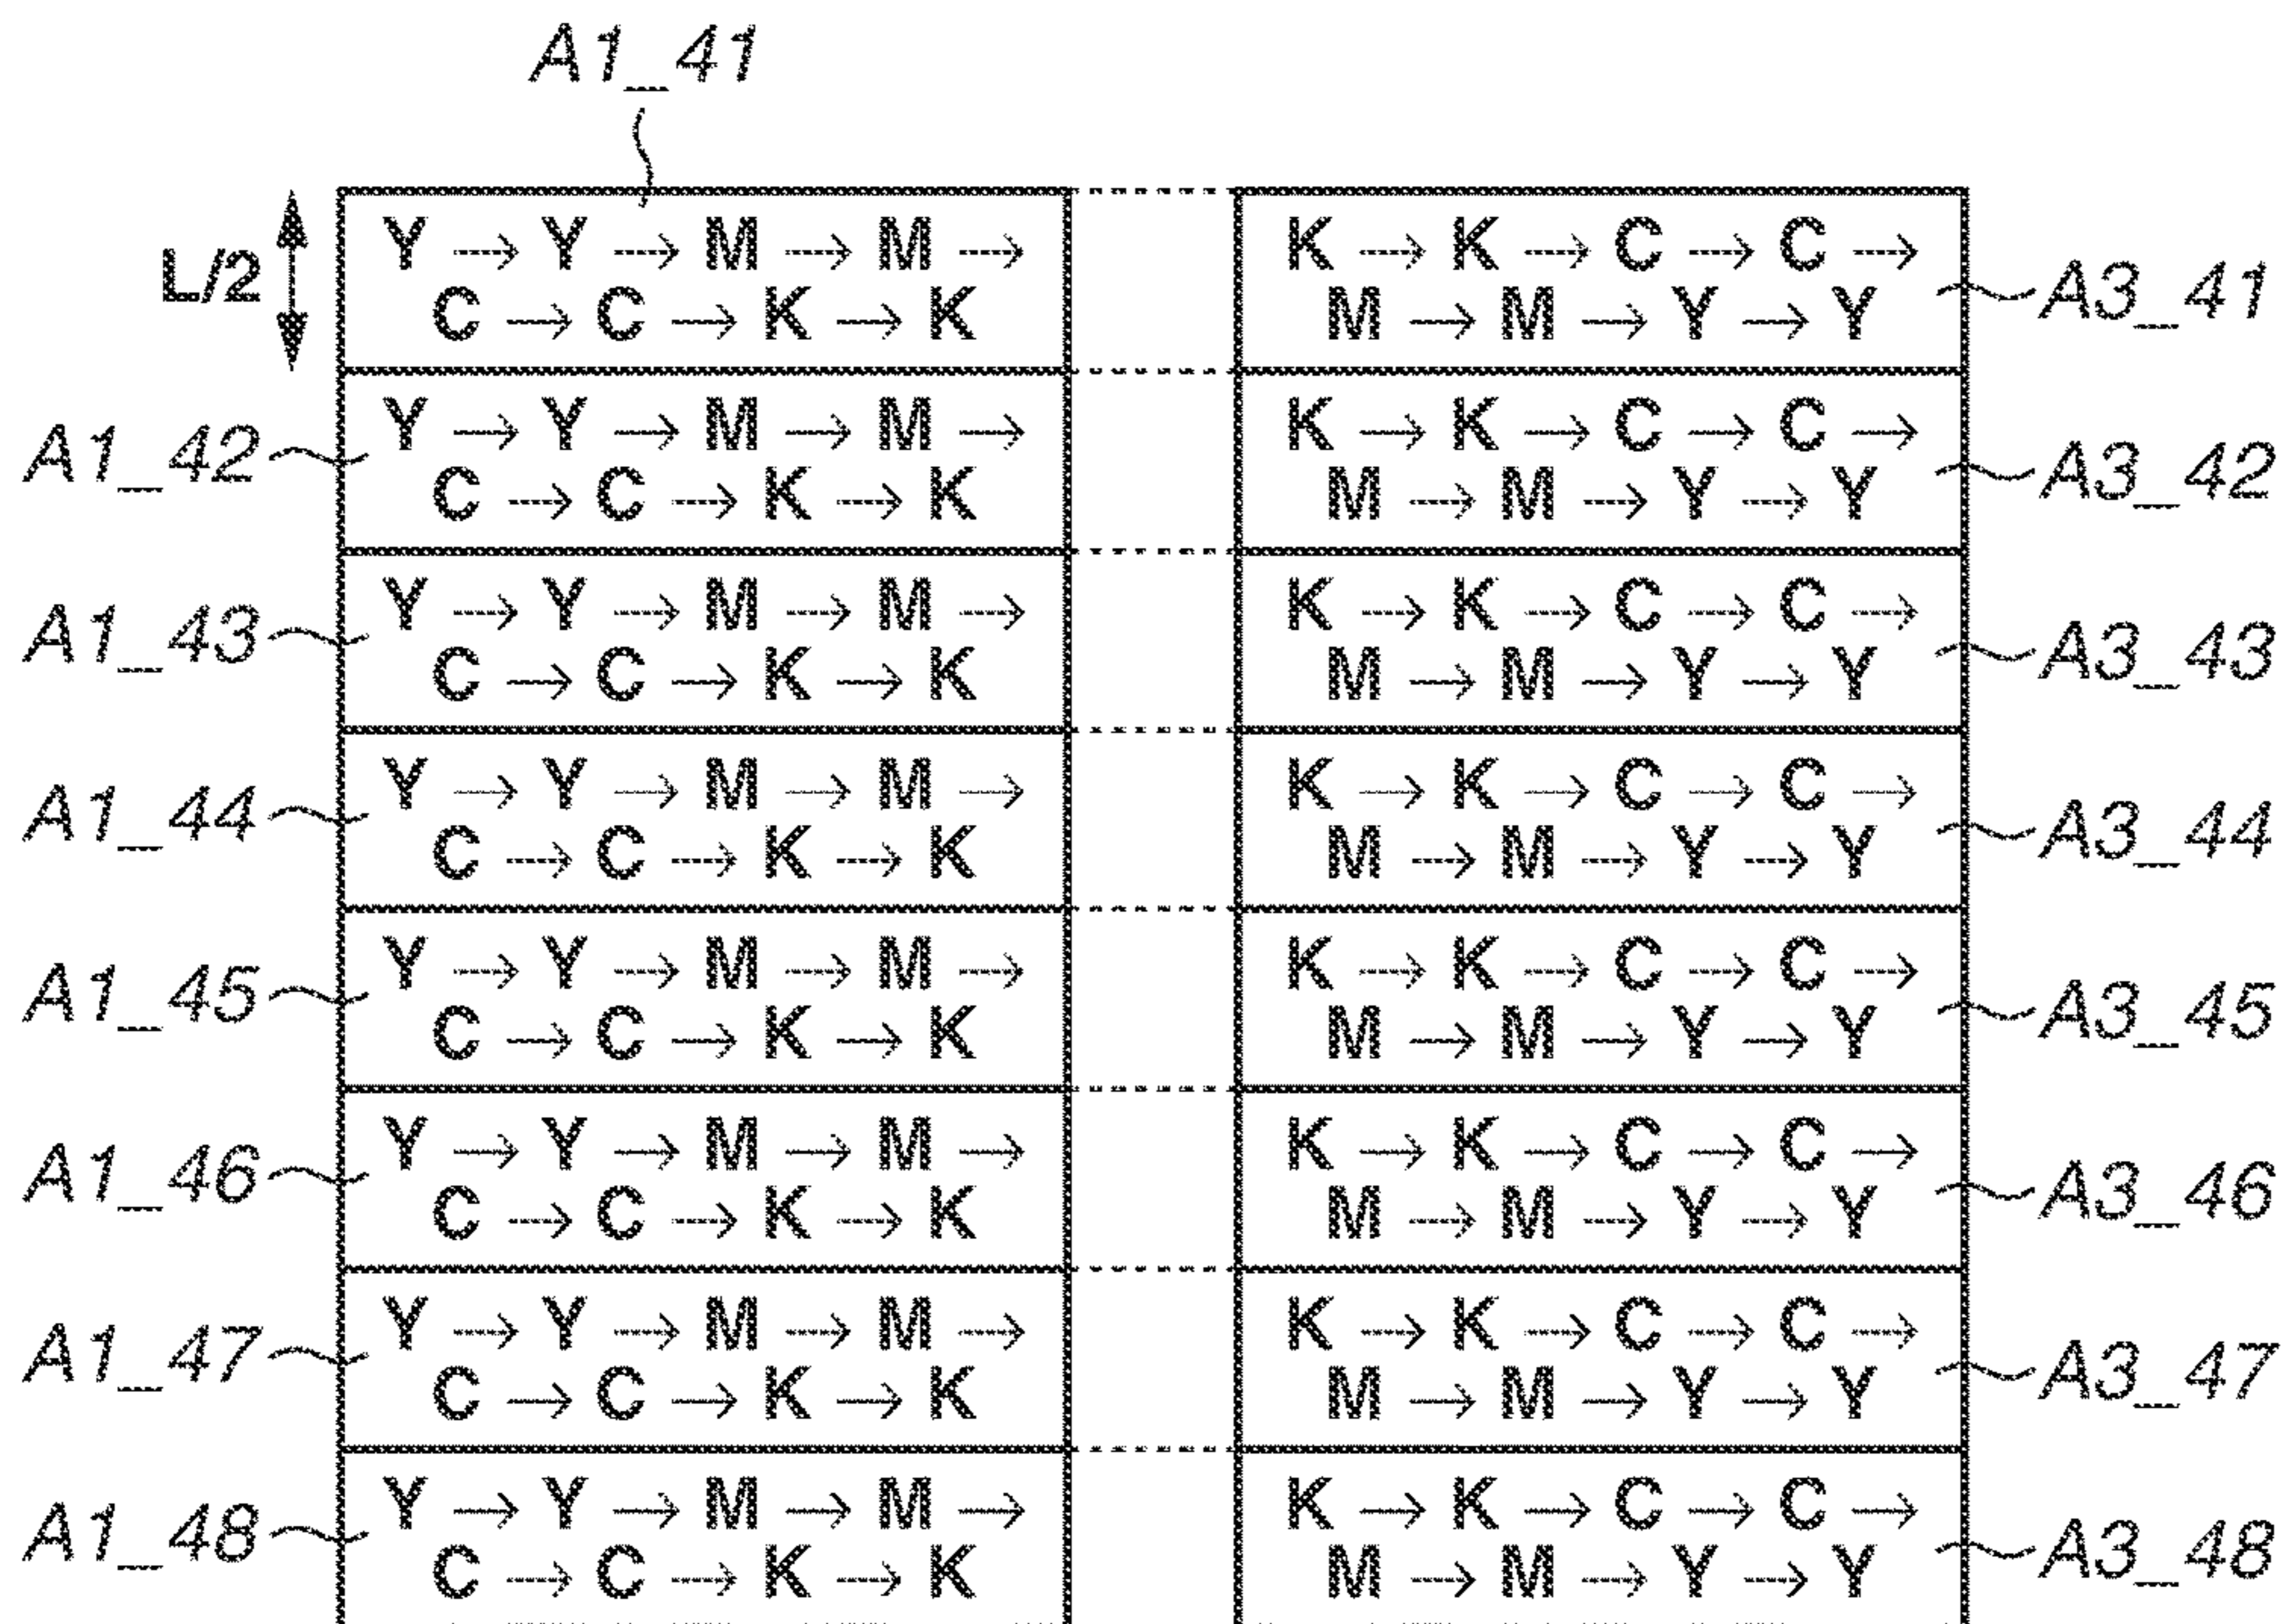 A1_41
L/2
Y → Y → M → M →
C → C → K → K
K → K → C → C →
M → M → Y → Y
A3_41
A1_42
Y → Y → M → M →
C → C → K → K
K → K → C → C →
M → M → Y → Y
A3_42
A1_43
Y → Y → M → M →
C → C → K → K
K → K → C → C →
M → M → Y → Y
A3_43
A1_44
Y → Y → M → M →
C → C → K → K
K → K → C → C →
M → M → Y → Y
A3_44
A1_45
Y → Y → M → M →
C → C → K → K
K → K → C → C →
M → M → Y → Y
A3_45
A1_46
Y → Y → M → M →
C → C → K → K
K → K → C → C →
M → M → Y → Y
A3_46
A1_47
Y → Y → M → M →
C → C → K → K
K → K → C → C →
M → M → Y → Y
A3_47
A1_48
Y → Y → M → M →
C → C → K → K
K → K → C → C →
M → M → Y → Y
A3_48